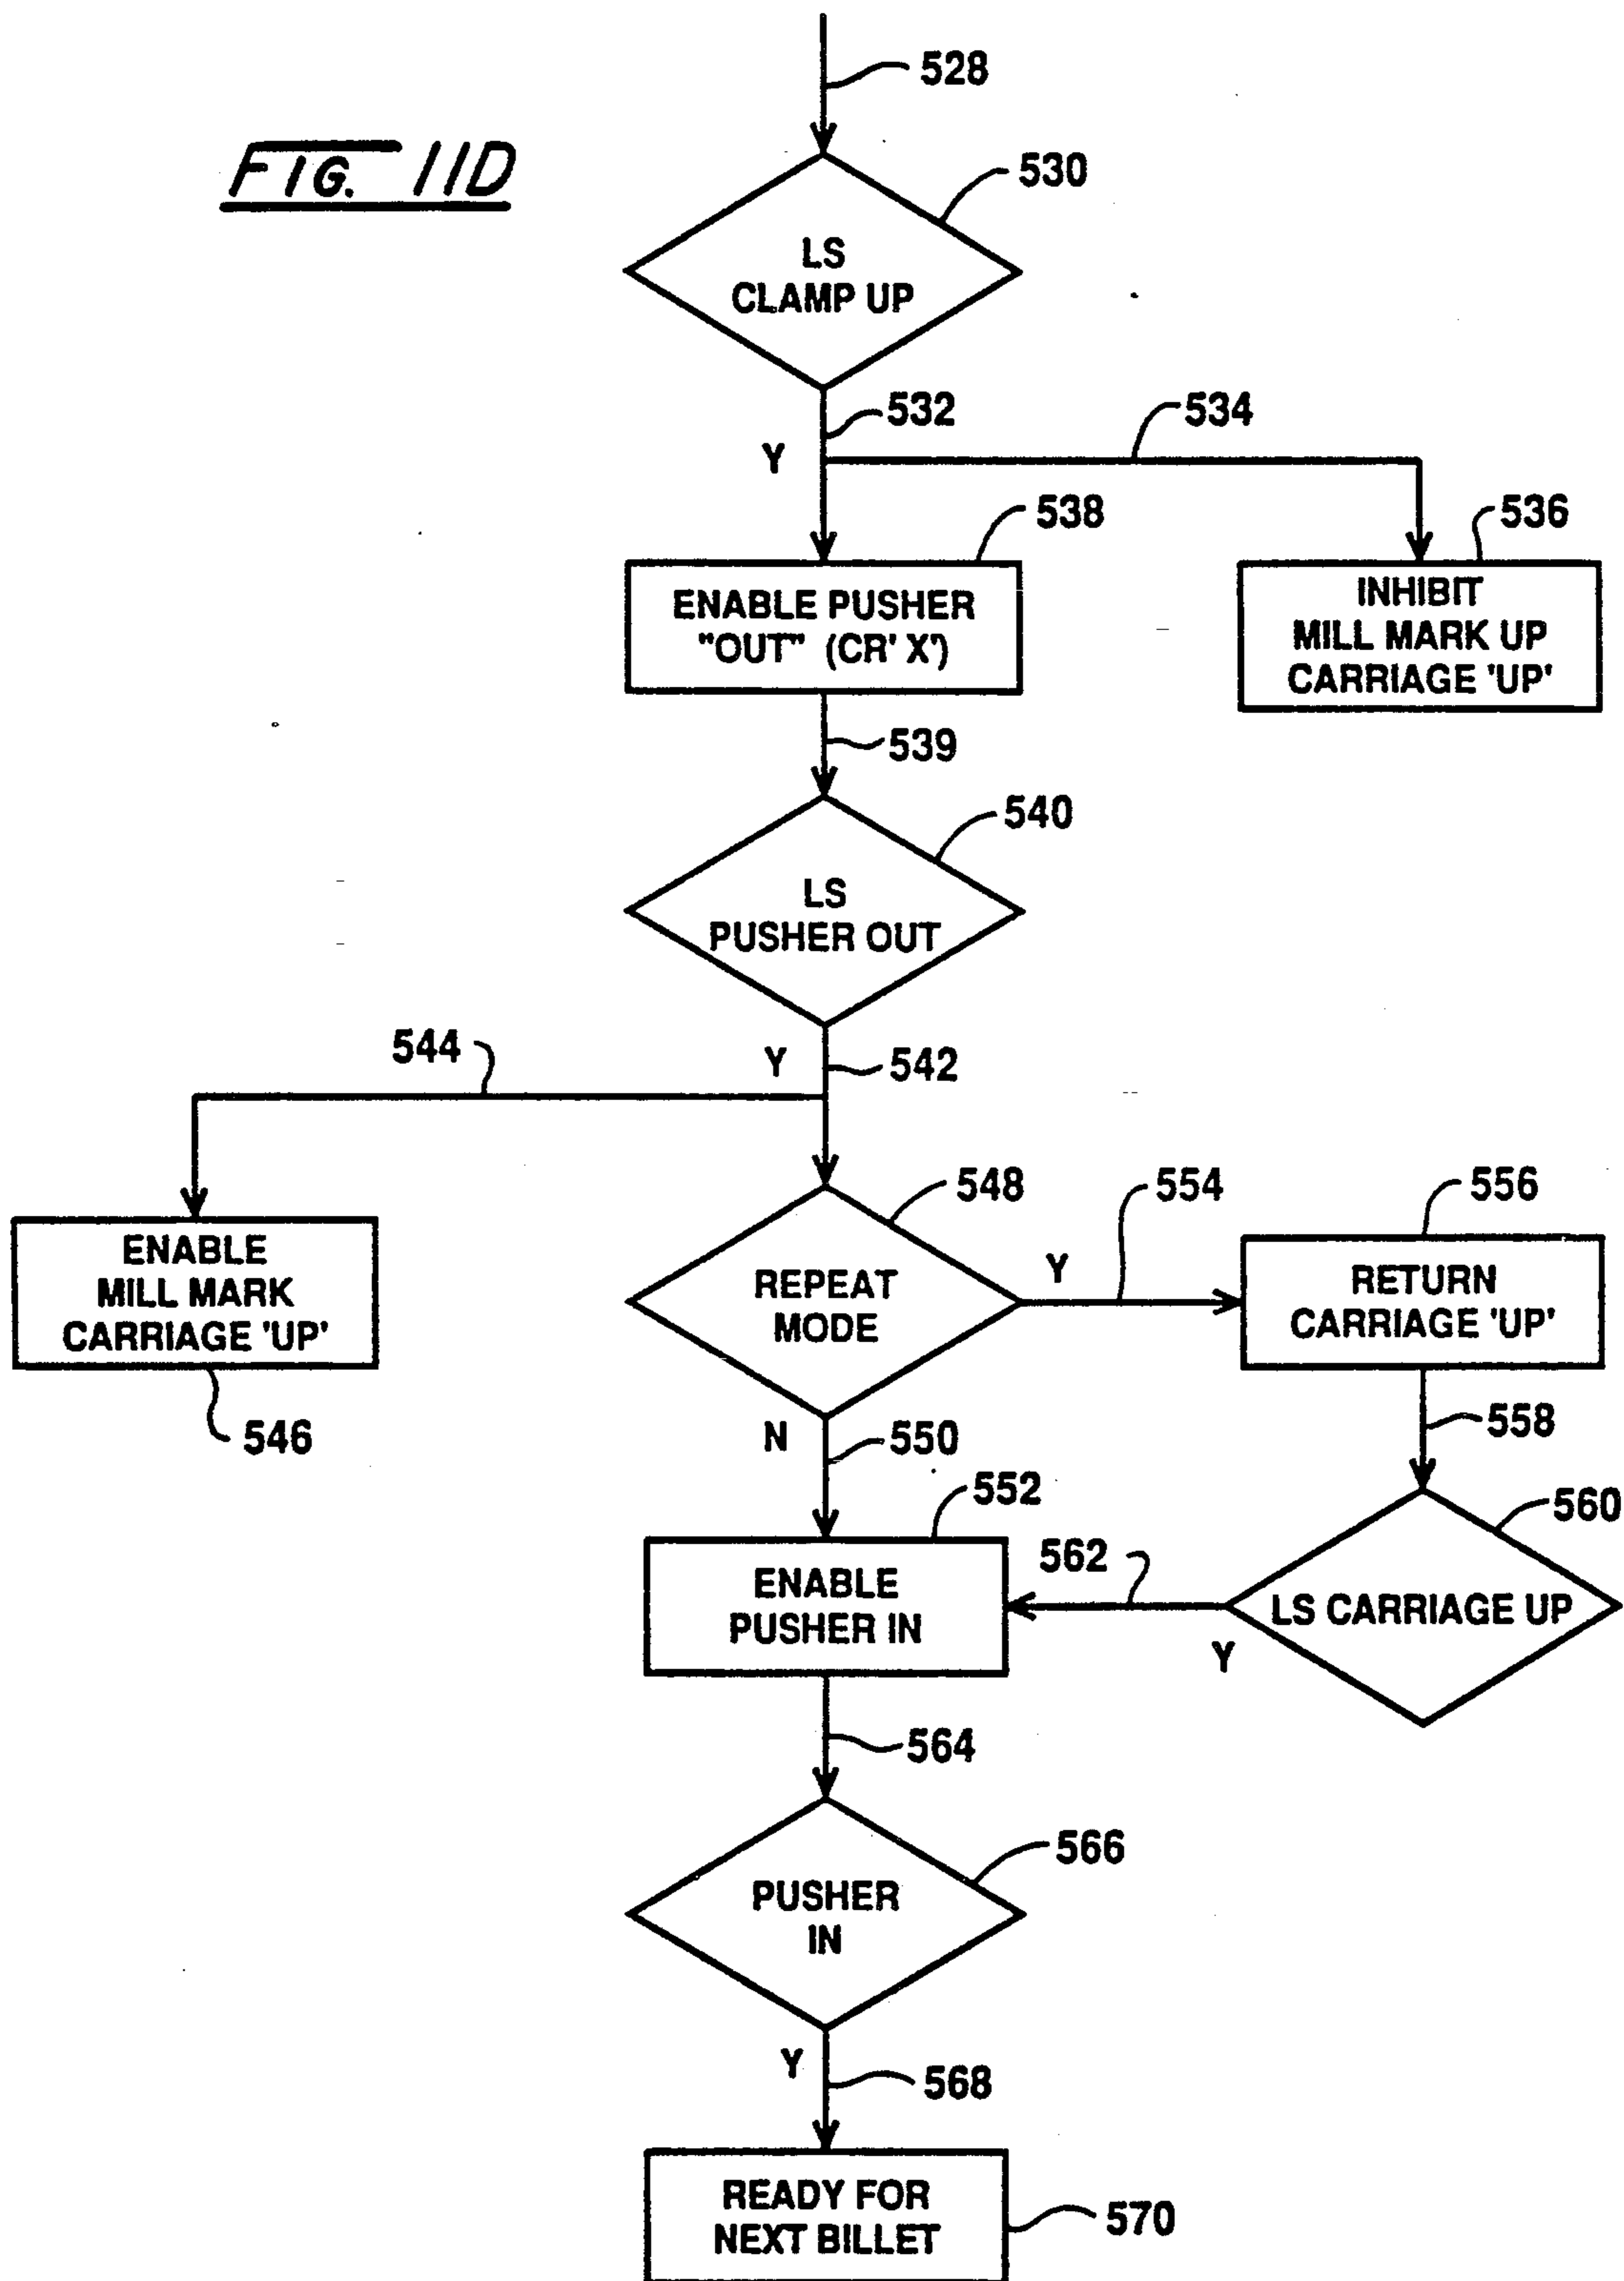 FIG. 11D
528
530
LS
CLAMP UP
532
534
Y
538
536
ENABLE PUSHER
"OUT" (CR' X')
INHIBIT
MILL MARK UP
CARRIAGE 'UP'
539
540
LS
PUSHER OUT
544
Y
542
548
554
556
ENABLE
MILL MARK
CARRIAGE 'UP'
546
REPEAT
MODE
Y
RETURN
CARRIAGE 'UP'
N
550
558
552
560
562
ENABLE
PUSHER IN
LS CARRIAGE UP
Y
564
566
PUSHER
IN
Y
568
READY FOR
NEXT BILLET
570